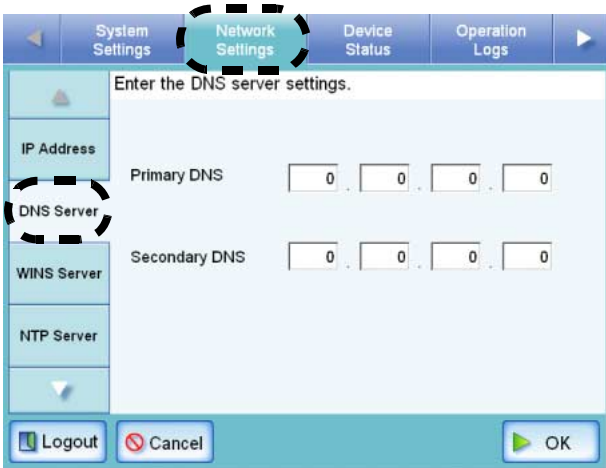 System Settings
Network Settings
Device Status
Operation Logs
Enter the DNS server settings.
IP Address
DNS Server
WINS Server
NTP Server
Primary DNS 0 . 0 . 0 . 0
Secondary DNS 0 . 0 . 0 . 0
Logout
Cancel
OK